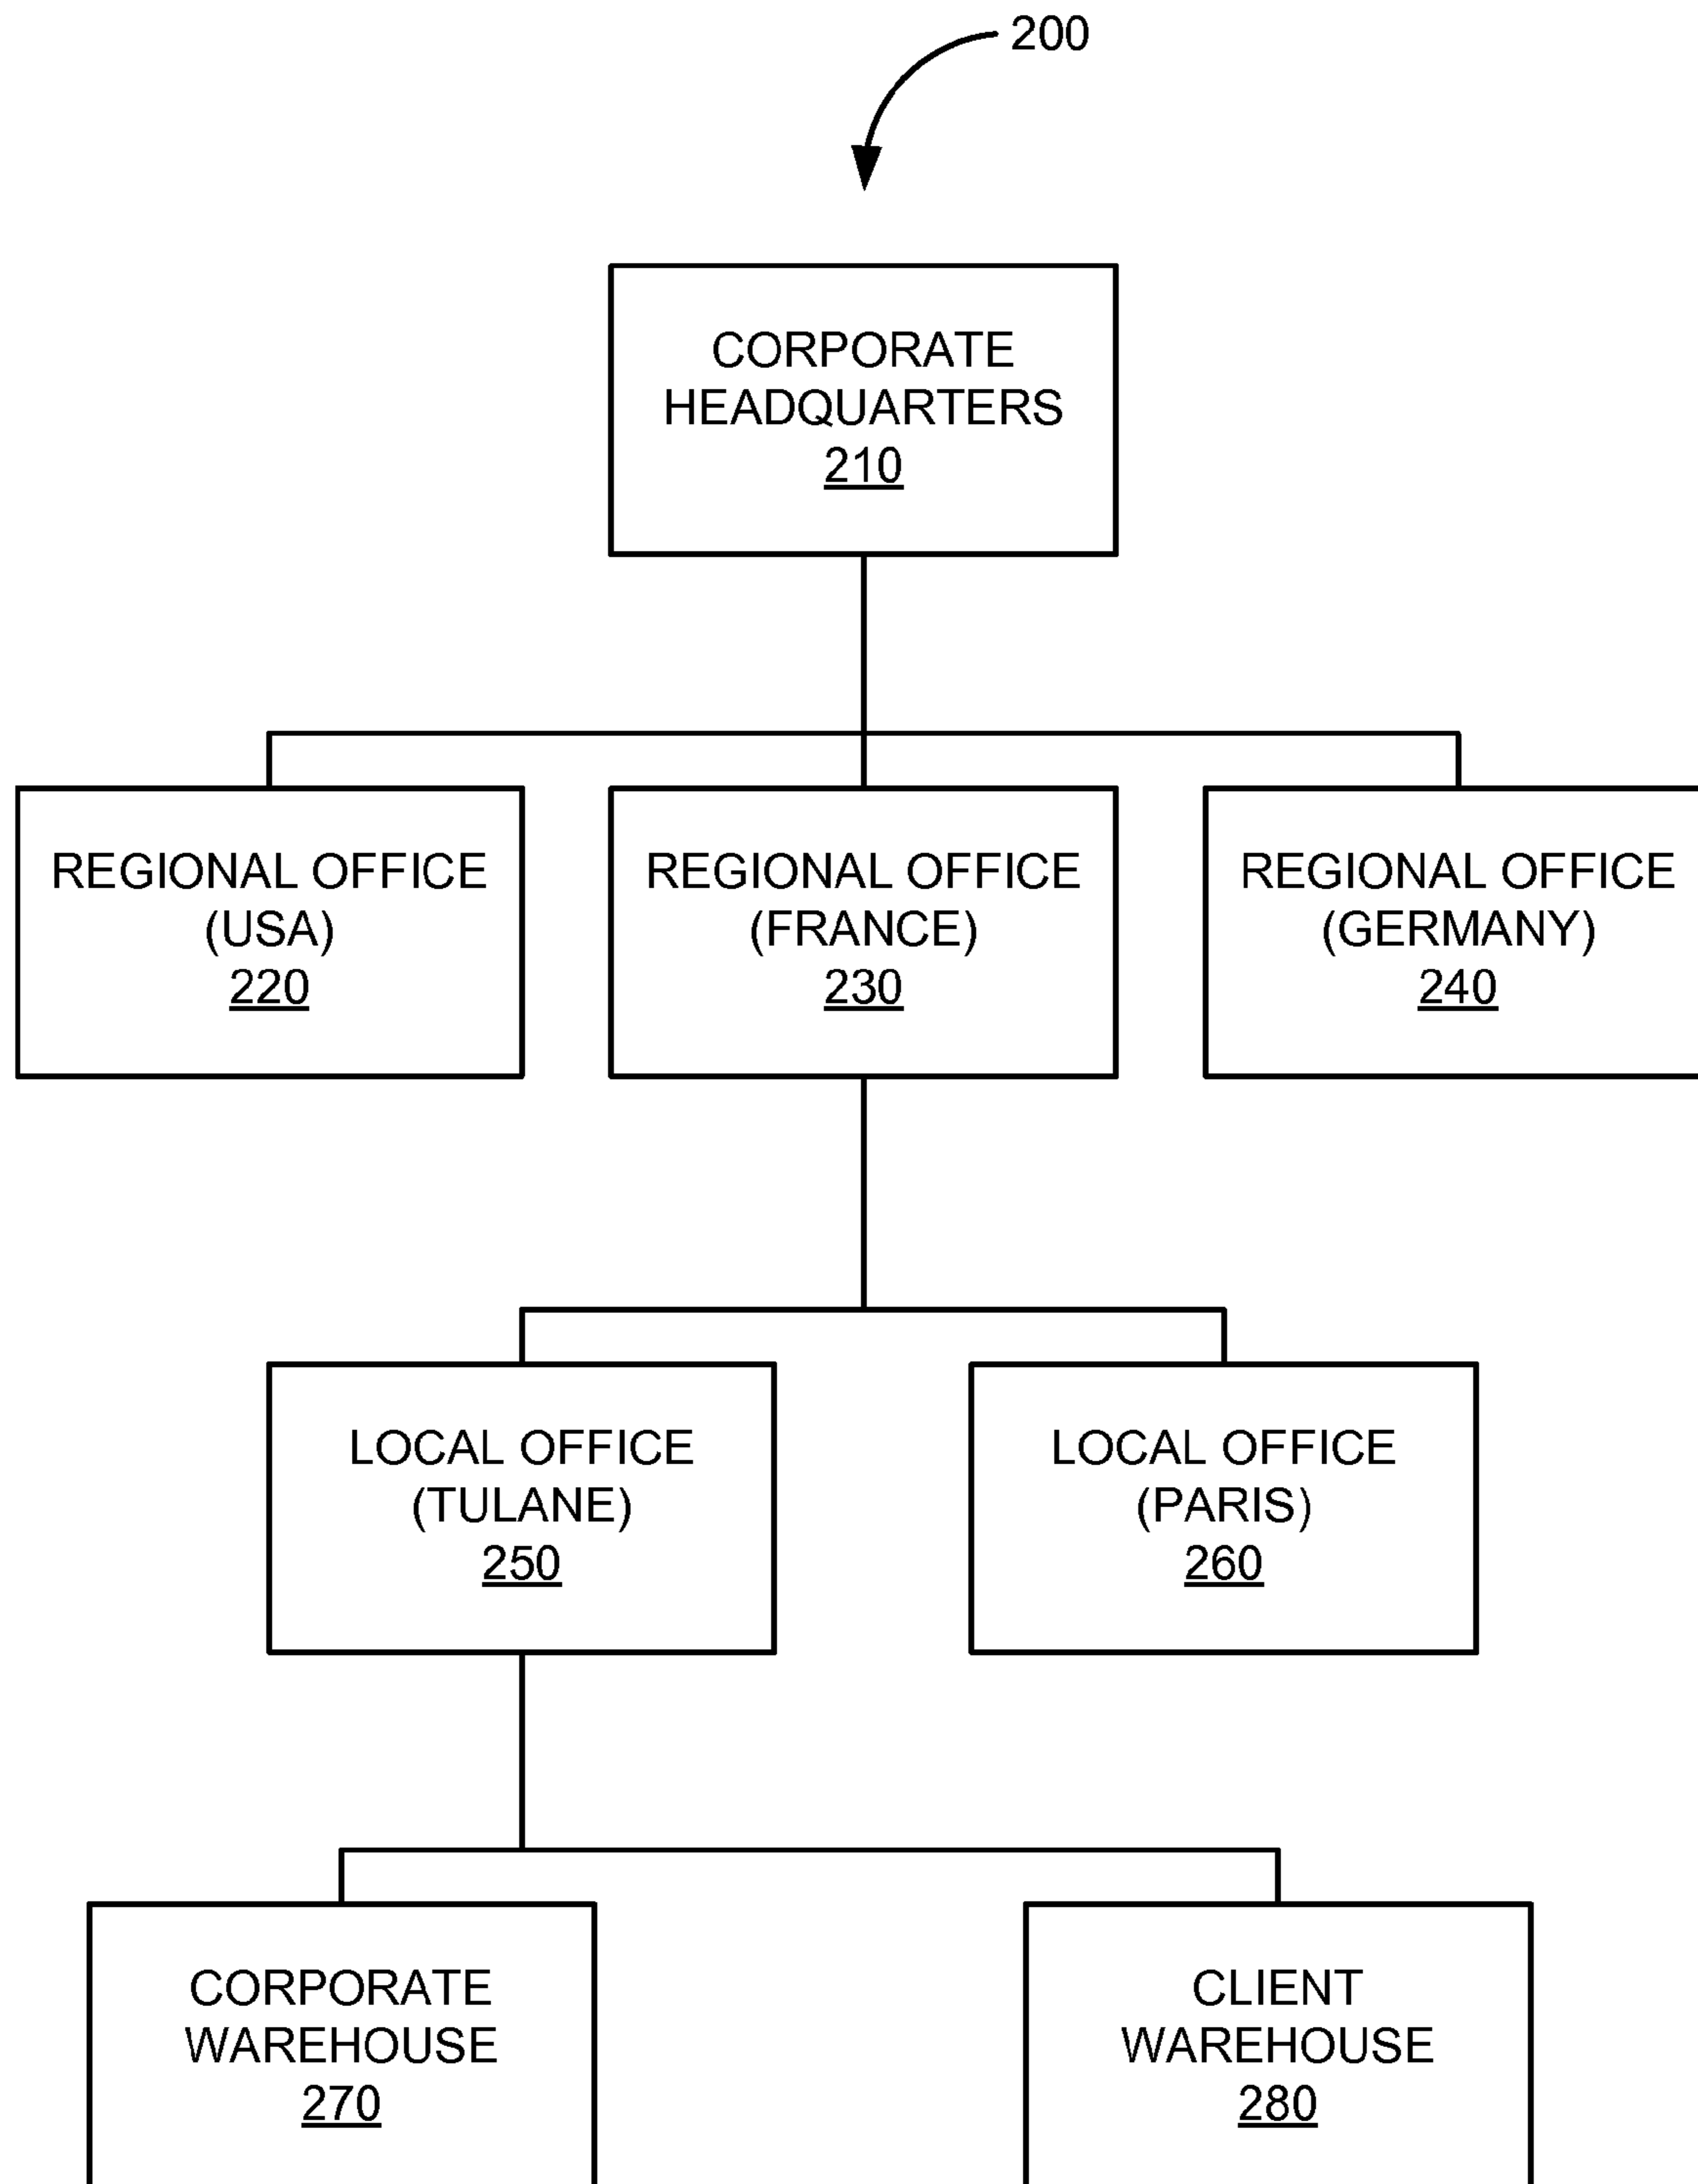 200
CORPORATE
HEADQUARTERS
210
REGIONAL OFFICE
(USA)
220
REGIONAL OFFICE
(FRANCE)
230
REGIONAL OFFICE
(GERMANY)
240
LOCAL OFFICE
(TULANE)
250
LOCAL OFFICE
(PARIS)
260
CORPORATE
WAREHOUSE
270
CLIENT
WAREHOUSE
280